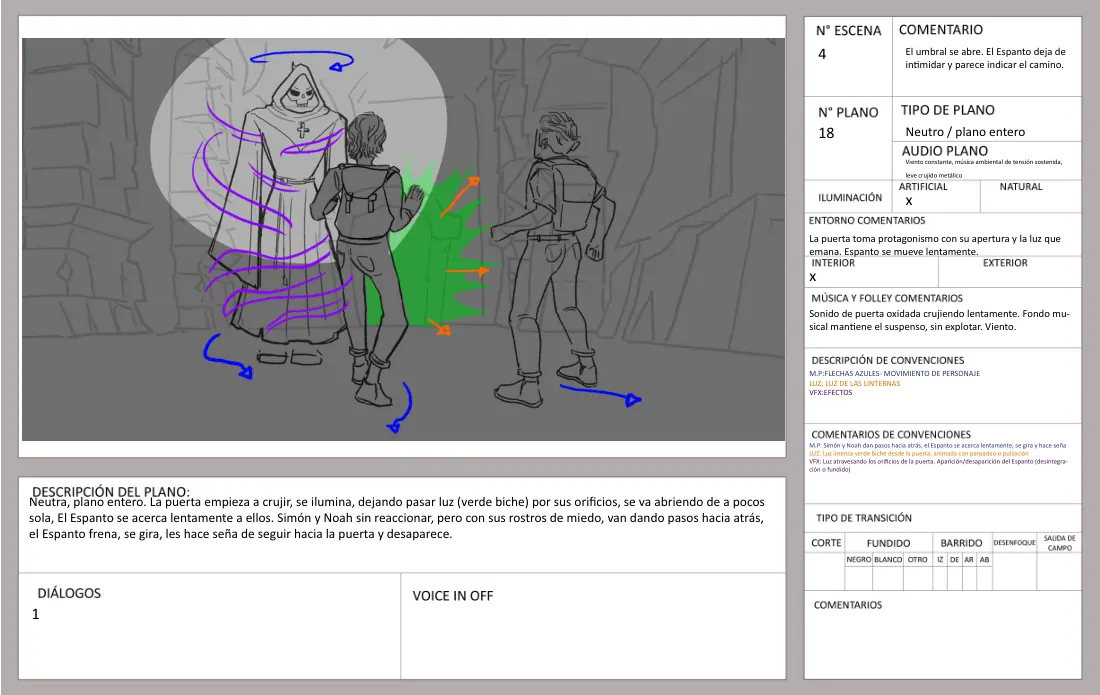 N° ESCENA
4
COMENTARIO
El umbral se abre. El Espanto deja de
intimidar y parece indicar el camino.
N° PLANO
18
TIPO DE PLANO
Neutro / plano entero
AUDIO PLANO
Viento constante, música ambiental de tensión sostenida,
leve crujido metálico
ILUMINACIÓN
ARTIFICIAL
X
NATURAL
ENTORNO COMENTARIOS
La puerta toma protagonismo con su apertura y la luz que
emana. Espanto se mueve lentamente.
INTERIOR
X
EXTERIOR
MÚSICA Y FOLLEY COMENTARIOS
Sonido de puerta oxidada crujiendo lentamente. Fondo mu-
sical mantiene el suspenso, sin explotar. Viento.
DESCRIPCIÓN DE CONVENCIONES
M.P:FLECHAS AZULES- MOVIMIENTO DE PERSONAJE
LUZ: LUZ DE LAS LINTERNAS
VFX:EFECTOS
COMENTARIOS DE CONVENCIONES
M.P: Simón y Noah dan pasos hacia atrás, el Espanto se acerca lentamente, se gira y hace seña
LUZ: Luz intensa verde biche desde la puerta, animada con parpadeo o pulsación
VFX: Luz atravesando los orificios de la puerta. Aparición/desaparición del Espanto (desintegra-
ción o fundido)
TIPO DE TRANSICIÓN
CORTE
FUNDIDO
BARRIDO
DESENFOQUE
SALIDA DE
CAMPO
NEGRO BLANCO OTRO IZ DE AR AB
COMENTARIOS
DESCRIPCIÓN DEL PLANO:
Neutra, plano entero. La puerta empieza a crujir, se ilumina, dejando pasar luz (verde biche) por sus orificios, se va abriendo de a pocos
sola, El Espanto se acerca lentamente a ellos. Simón y Noah sin reaccionar, pero con sus rostros de miedo, van dando pasos hacia atrás,
el Espanto frena, se gira, les hace seña de seguir hacia la puerta y desaparece.
DIÁLOGOS
1
VOICE IN OFF